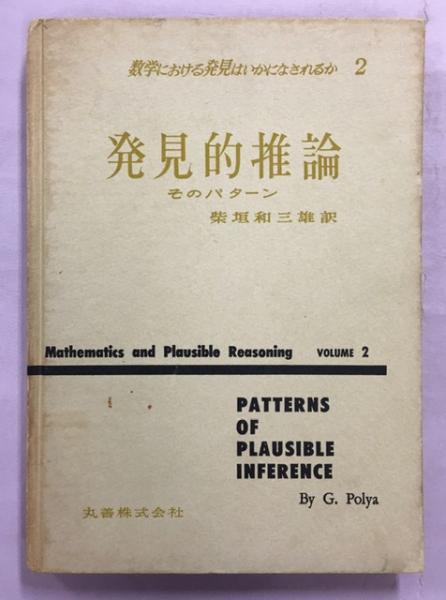 数学における発見はいかになされるか 2
発見的推論
そのパターン
柴垣和三雄訳
Mathematics and Plausible Reasoning VOLUME 2
PATTERNS
OF
PLAUSIBLE
INFERENCE
By G. Polya
丸善株式会社